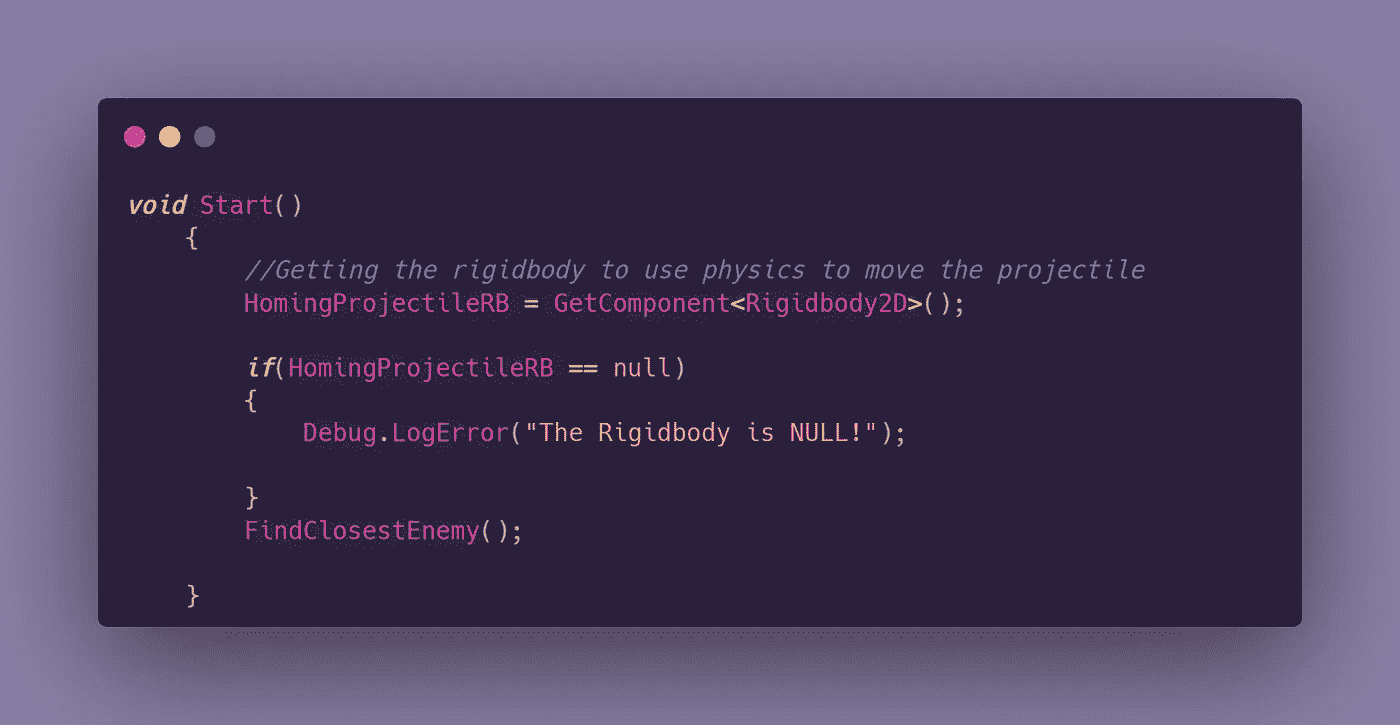 void Start()
{
//Getting the rigidbody to use physics to move the projectile
HomingProjectileRB = GetComponent<Rigidbody2D>();
if(HomingProjectileRB == null)
{
Debug.LogError("The Rigidbody is NULL!");
}
FindClosestEnemy();
}